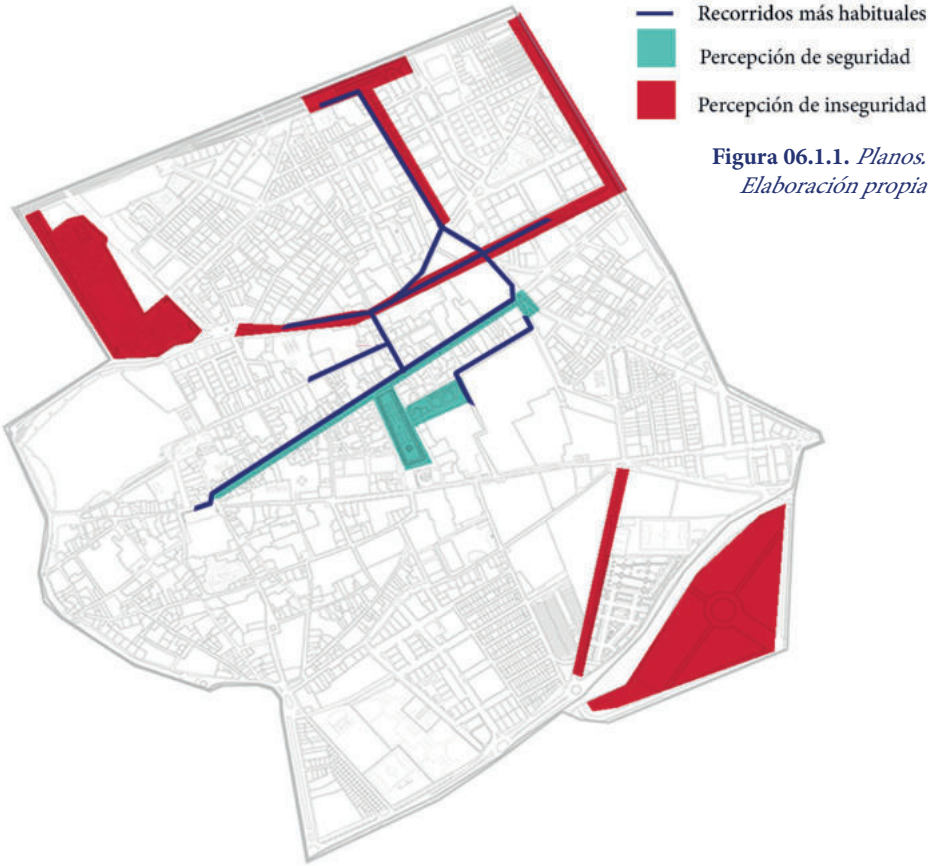 Recorridos más habituales
Percepción de seguridad
Percepción de inseguridad
Figura 06.1.1. Planos.
Elaboración propia